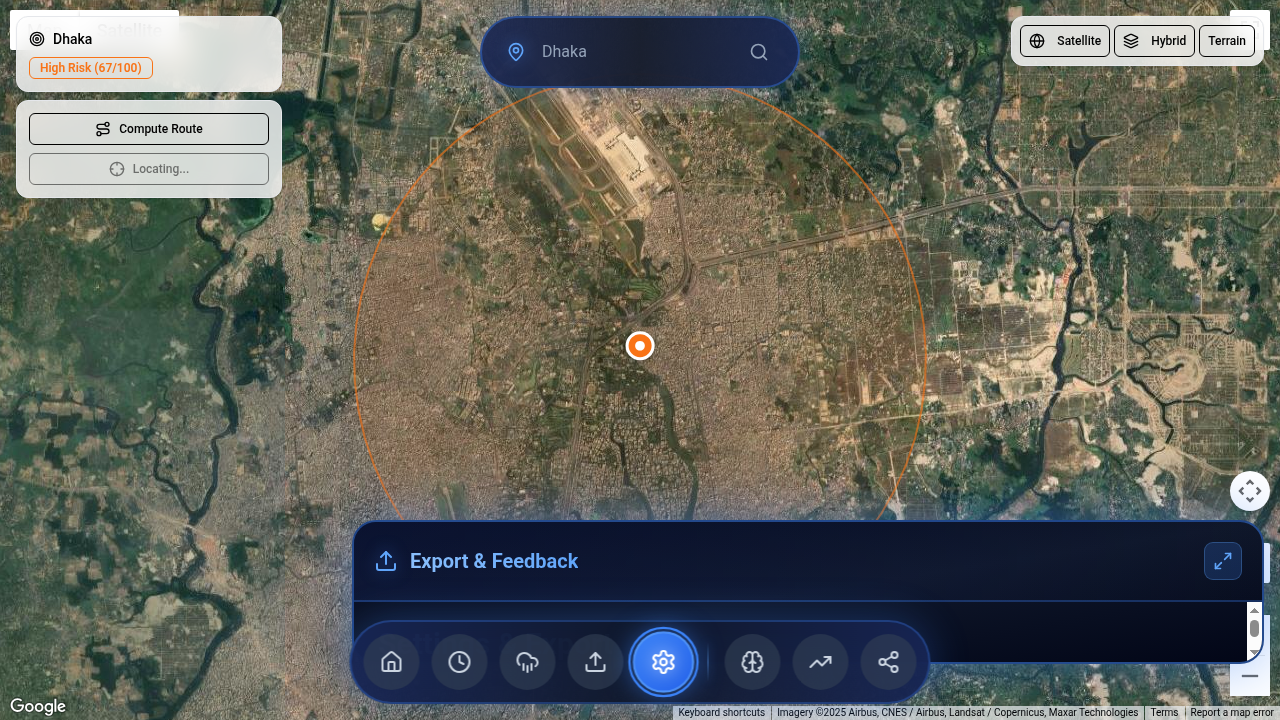 Dhaka
High Risk (67/100)
Compute Route
Locating...
Dhaka
Satellite
Hybrid
Terrain
Export & Feedback
Google
Keyboard shortcuts
Imagery ©2025 Airbus, CNES / Airbus, Landsat / Copernicus, Maxar Technologies
Terms
Report a map error